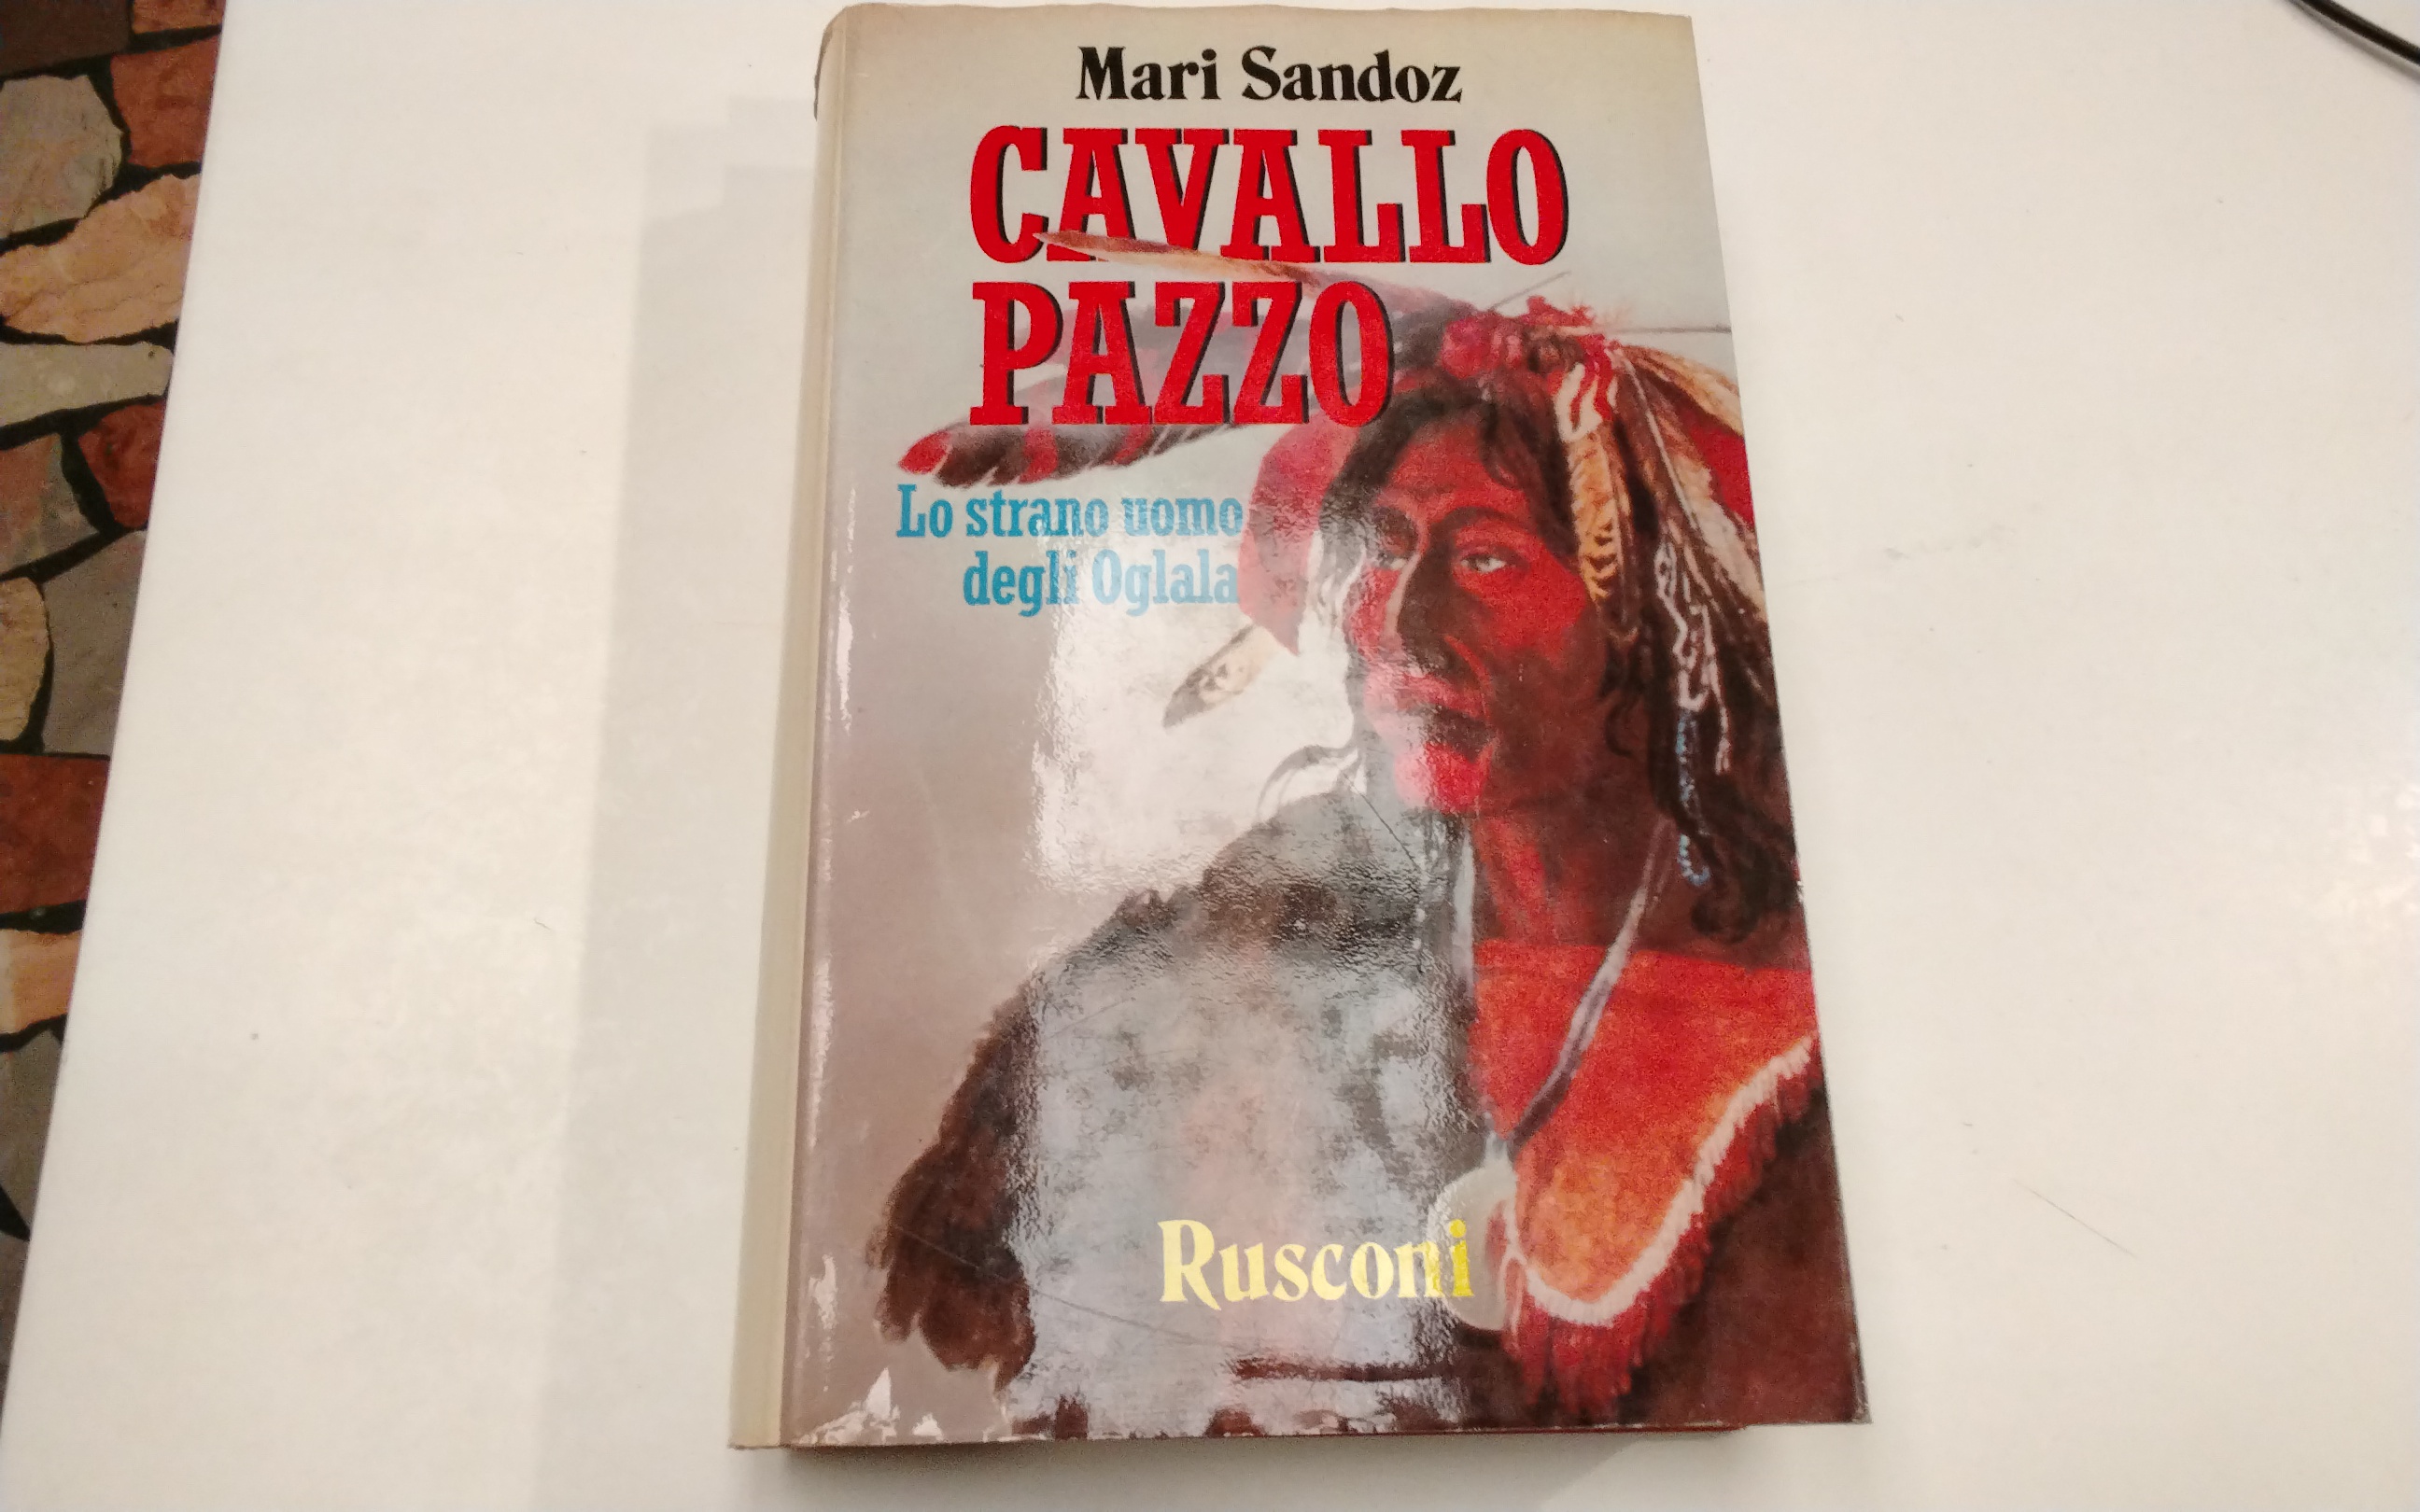 Mari Sandoz
CAVALLO
PAZZO
Lo strano uomo
degli Oglala
Rusconi